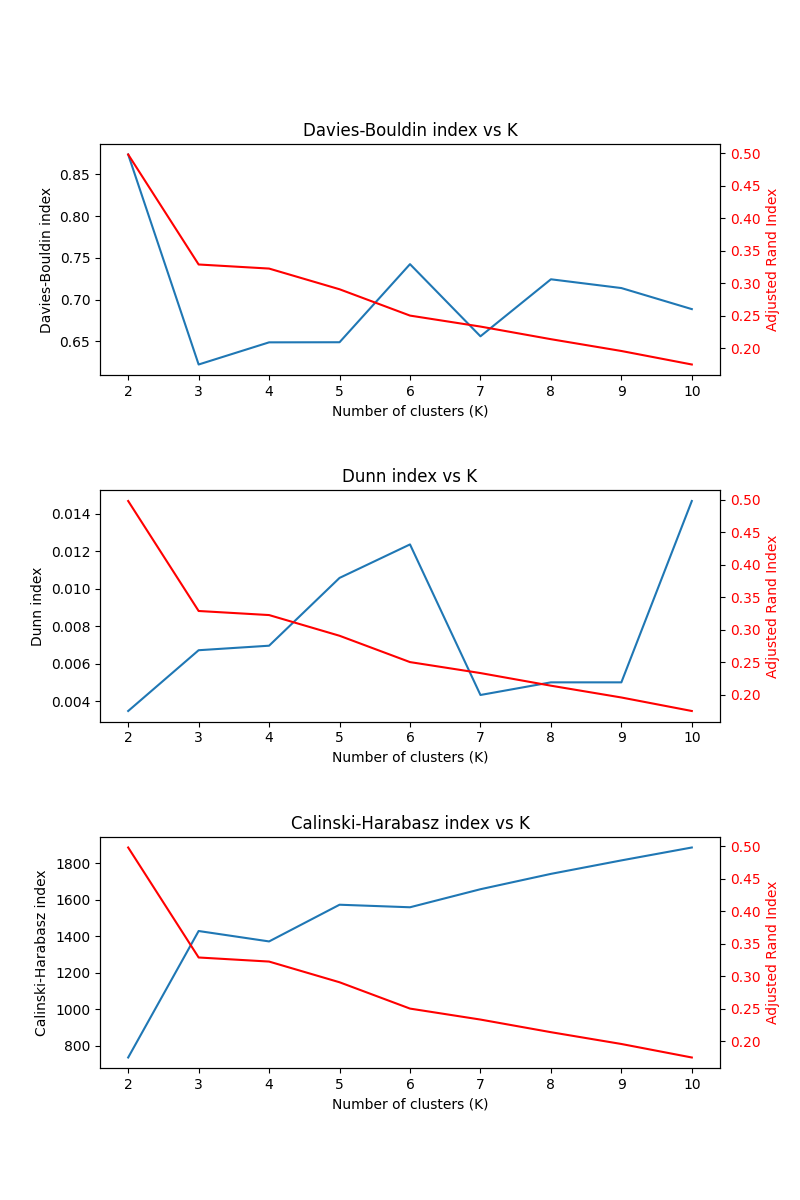 Davies-Bouldin index vs K
Davies-Bouldin index
0.85
0.80
0.75
0.70
0.65
0.50
0.45
0.40
0.35
0.30
0.25
0.20
Adjusted Rand Index
2 3 4 5 6 7 8 9 10
Number of clusters (K)
Dunn index vs K
Dunn index
0.014
0.012
0.010
0.008
0.006
0.004
0.50
0.45
0.40
0.35
0.30
0.25
0.20
Adjusted Rand Index
2 3 4 5 6 7 8 9 10
Number of clusters (K)
Calinski-Harabasz index vs K
Calinski-Harabasz index
1800
1600
1400
1200
1000
800
0.50
0.45
0.40
0.35
0.30
0.25
0.20
Adjusted Rand Index
2 3 4 5 6 7 8 9 10
Number of clusters (K)